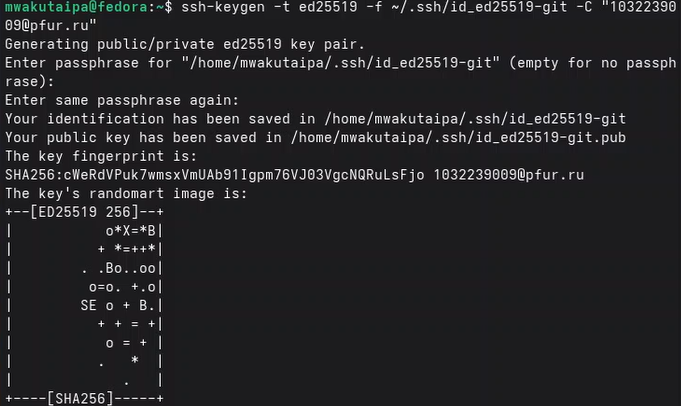 mwakutaipa@fedora:~$ ssh-keygen -t ed25519 -f ~/.ssh/id_ed25519-git -C "10322390
09@pfur.ru"
Generating public/private ed25519 key pair.
Enter passphrase for "/home/mwakutaipa/.ssh/id_ed25519-git" (empty for no passph
rase):
Enter same passphrase again:
Your identification has been saved in /home/mwakutaipa/.ssh/id_ed25519-git
Your public key has been saved in /home/mwakutaipa/.ssh/id_ed25519-git.pub
The key fingerprint is:
SHA256:cWeRdVPuk7wmsxVmUAb91Igpm76VJ03VgcNQRuLsFjo 1032239009@pfur.ru
The key's randomart image is:
+--[ED25519 256]--+
|          o*X=*B|
|         + *=++*|
|       . .Bo..oo|
|        o=o. +.o|
|       SE o + B.|
|         + + = +|
|          o = + |
|         .   *  |
|            .   |
+----[SHA256]-----+